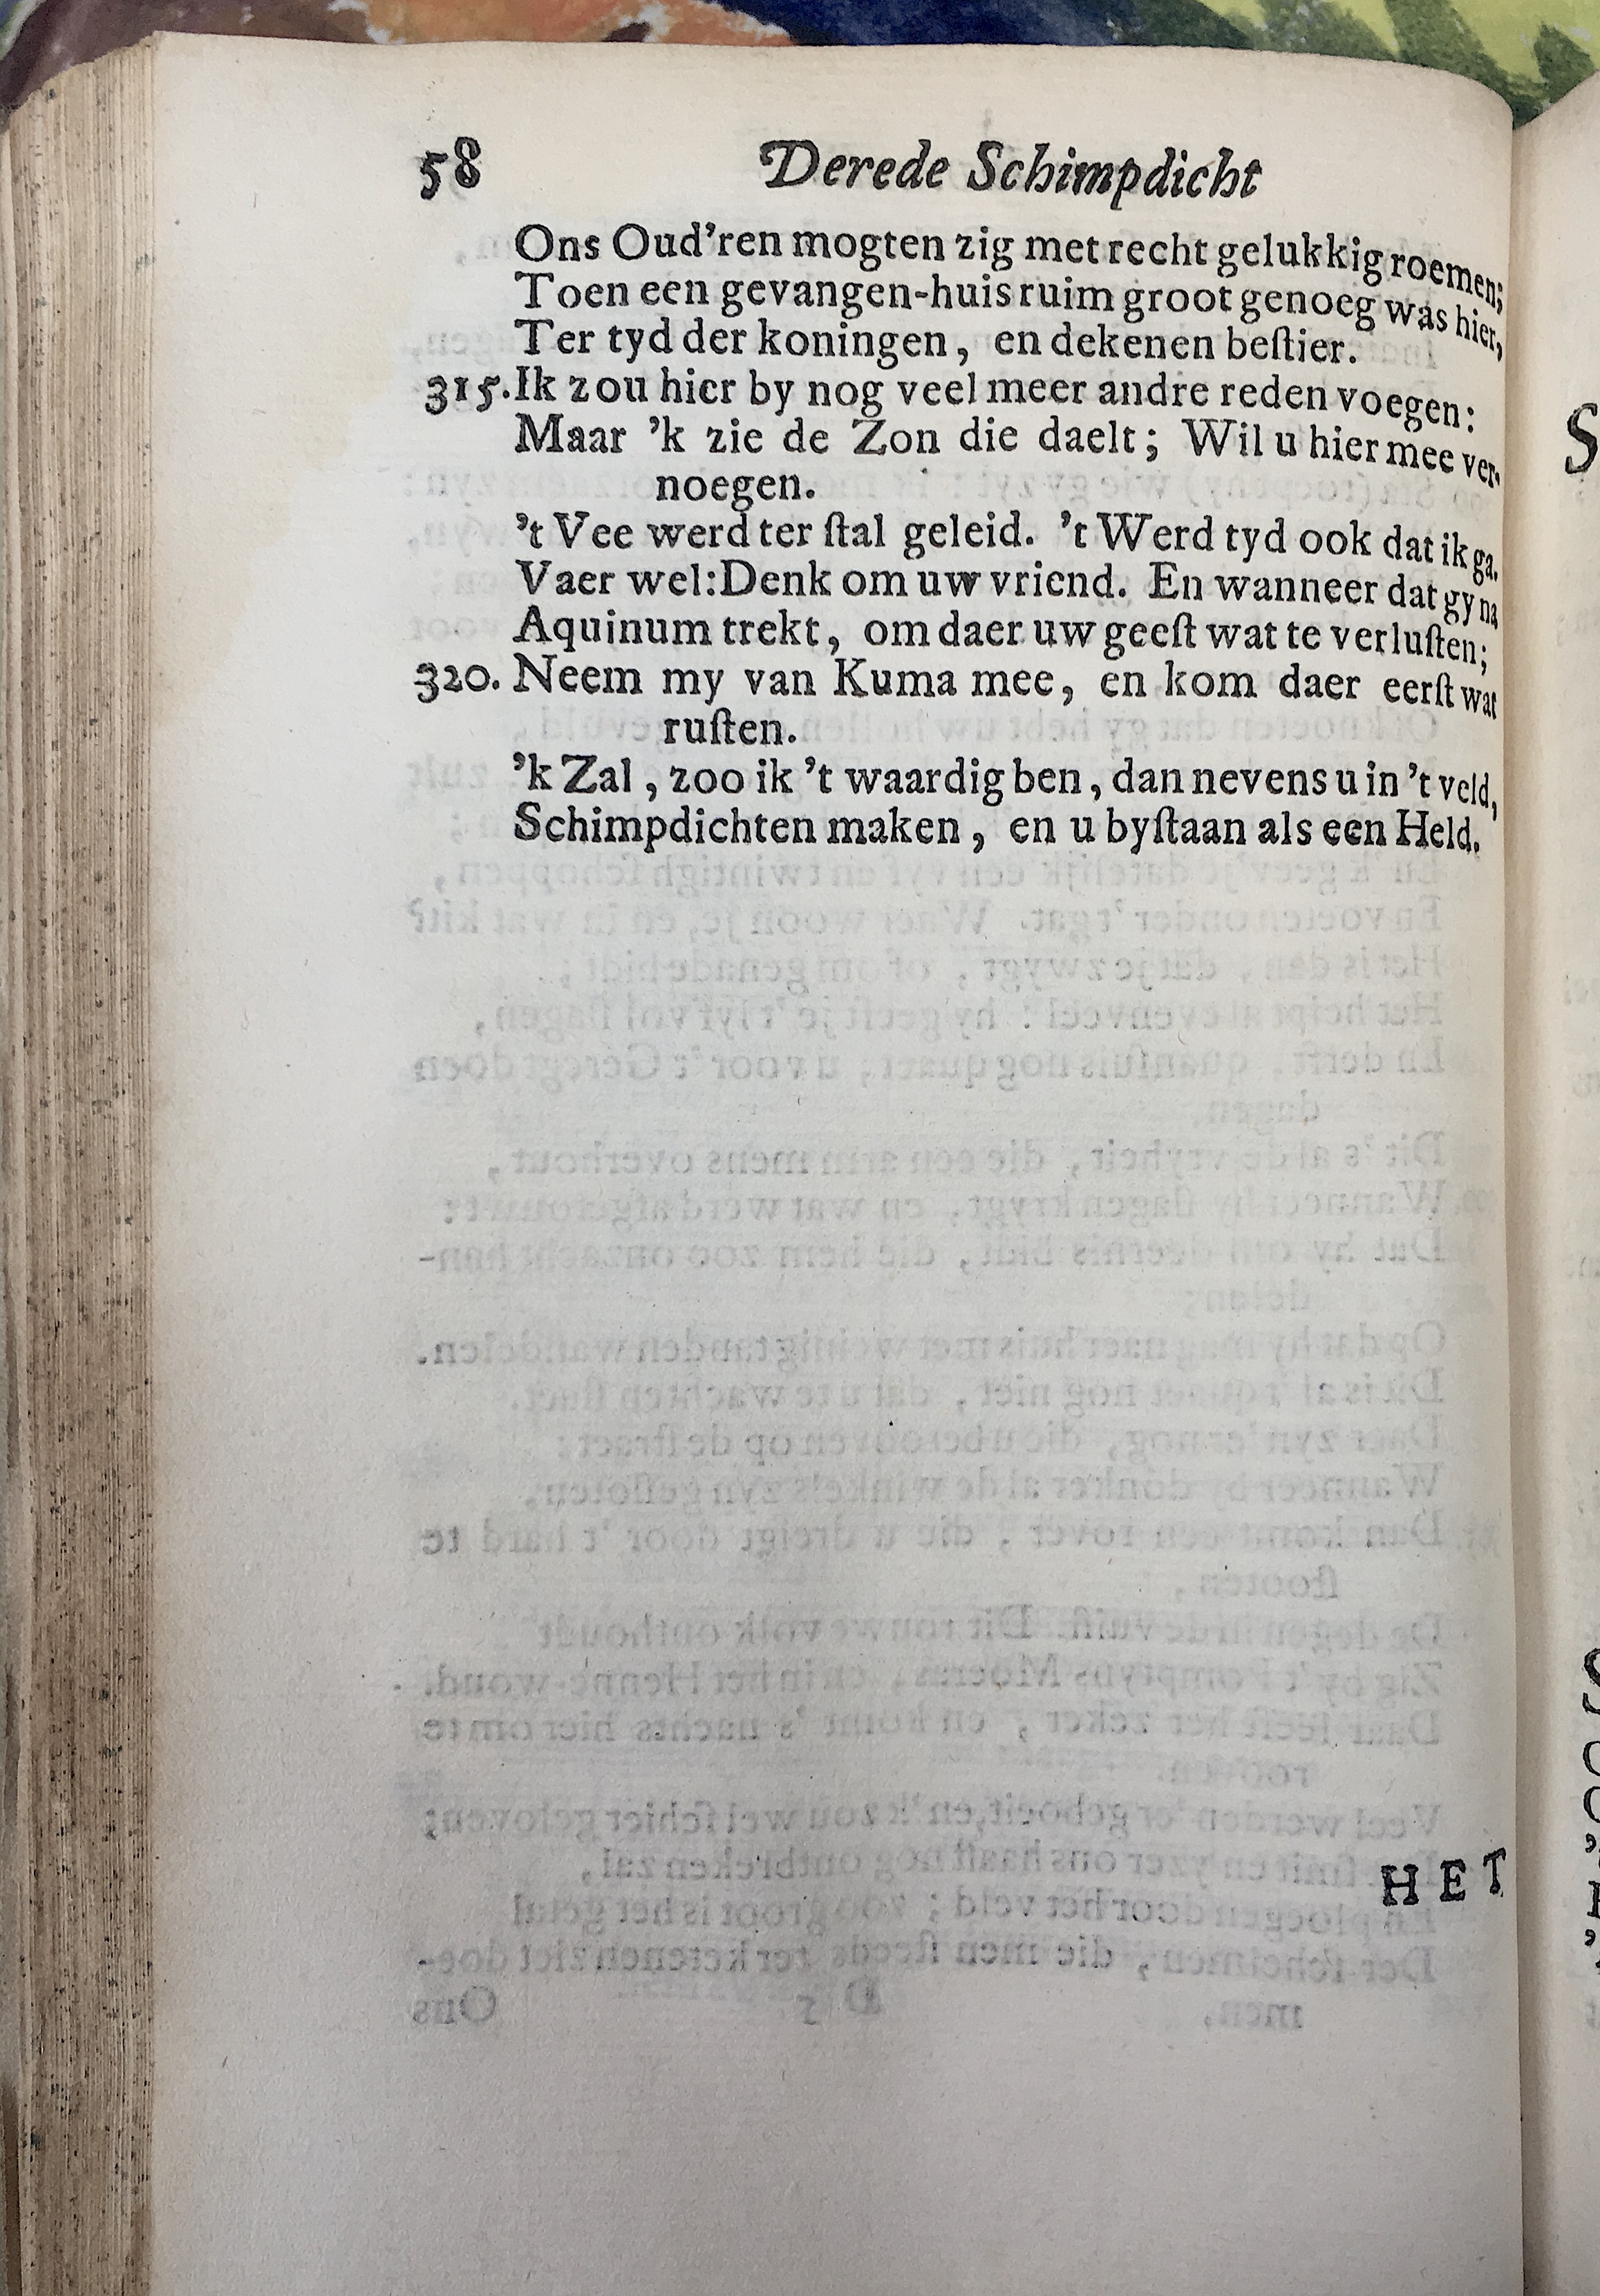 58 Derede Schimpdicht
Ons Oud’ren mogten zig met recht gelukkig roemen;
Toen een gevangen-huis ruim groot genoeg was hier,
Ter tyd der koningen, en dekenen beſtier.
315. Ik zou hier by nog veel meer andre reden voegen:
Maar ’k zie de Zon die daelt; Wil u hier mee ver-
noegen.
’t Vee werd ter ſtal geleid. ’t Werd tyd ook dat ik ga.
Vaer wel: Denk om uw vriend. En wanneer dat gy na
Aquinum trekt, om daer uw geeſt wat te verluſten;
320. Neem my van Kuma mee, en kom daer eerſt wat
ruſten.
’k Zal, zoo ik ’t waardig ben, dan nevens u in ’t veld,
Schimpdichten maken, en u byſtaan als een Held.
HET